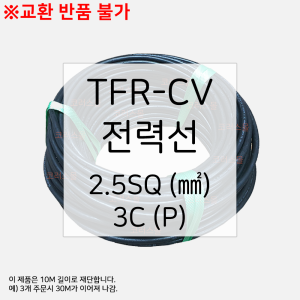 ※교환 반품 불가
TFR-CV
전력선
2.5SQ (㎟)
3C (P)
이 제품은 10M 길이로 재단합니다.
예) 3개 주문시 30M가 이어져 나감.